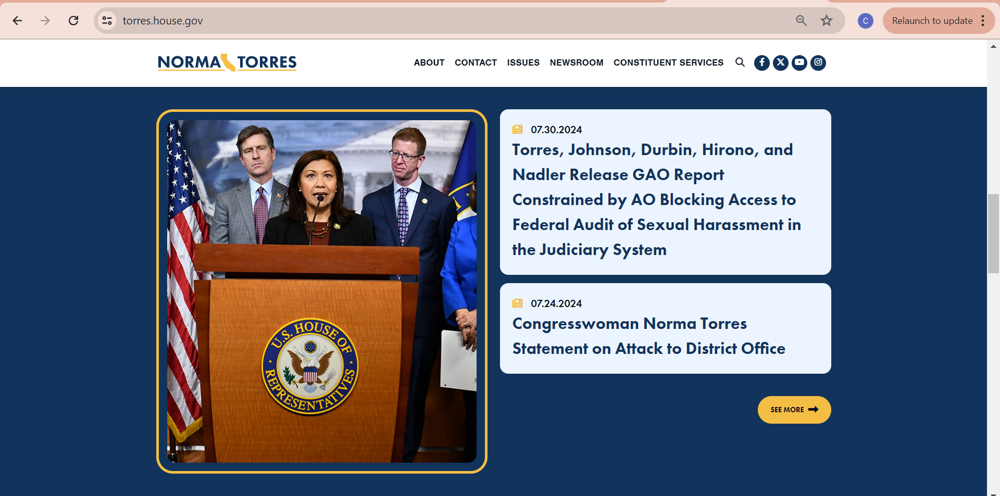 torres.house.gov
C
Relaunch to update
NORMA TORRES
ABOUT CONTACT ISSUES NEWSROOM CONSTITUENT SERVICES
07.30.2024
Torres, Johnson, Durbin, Hirono, and
Nadler Release GAO Report
Constrained by AO Blocking Access to
Federal Audit of Sexual Harassment in
the Judiciary System
07.24.2024
Congresswoman Norma Torres
Statement on Attack to District Office
SEE MORE
U.S. HOUSE OF
REPRESENTATIVES